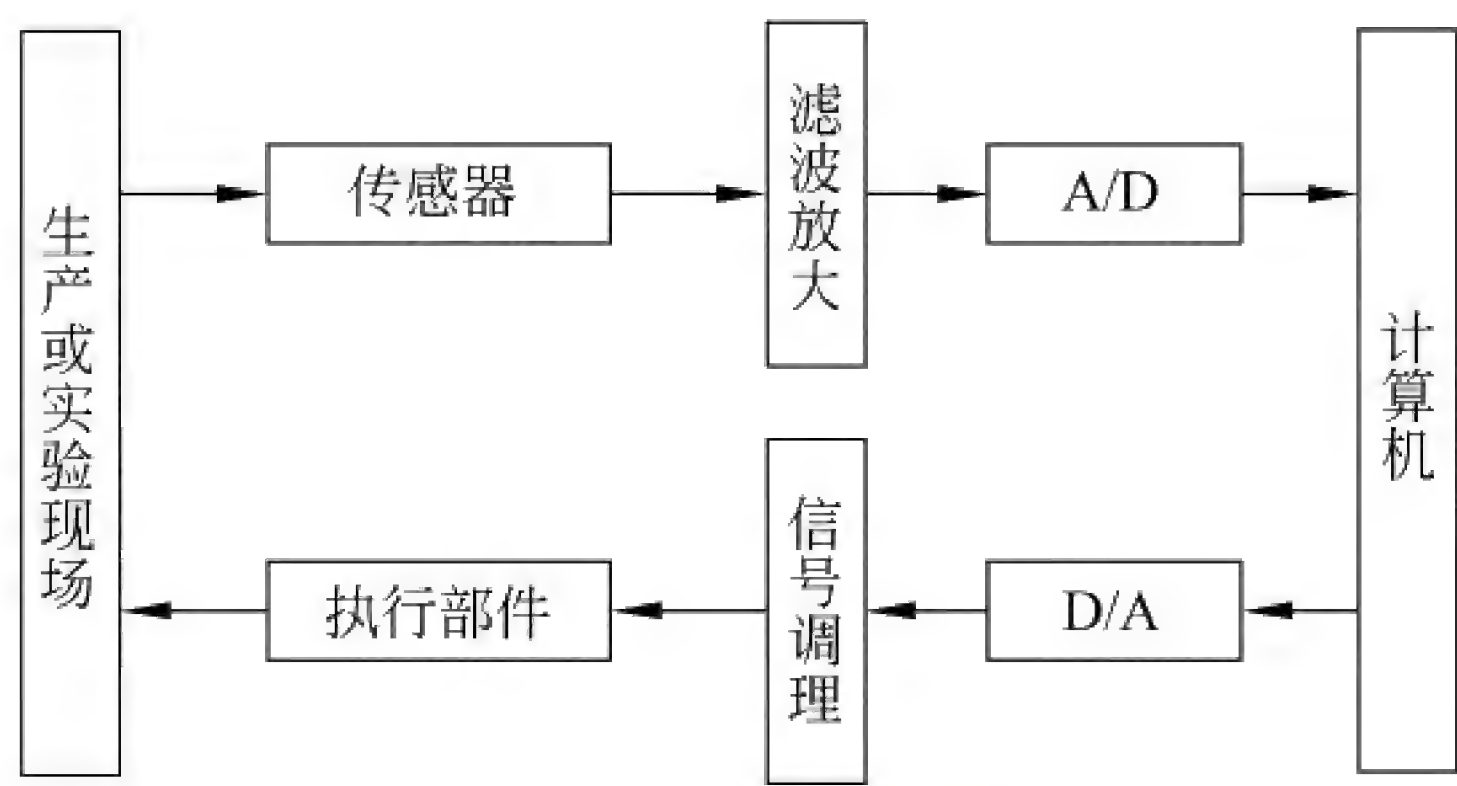 生产或实验现场
传感器
滤波放大
A/D
计算机
执行部件
信号调理
D/A